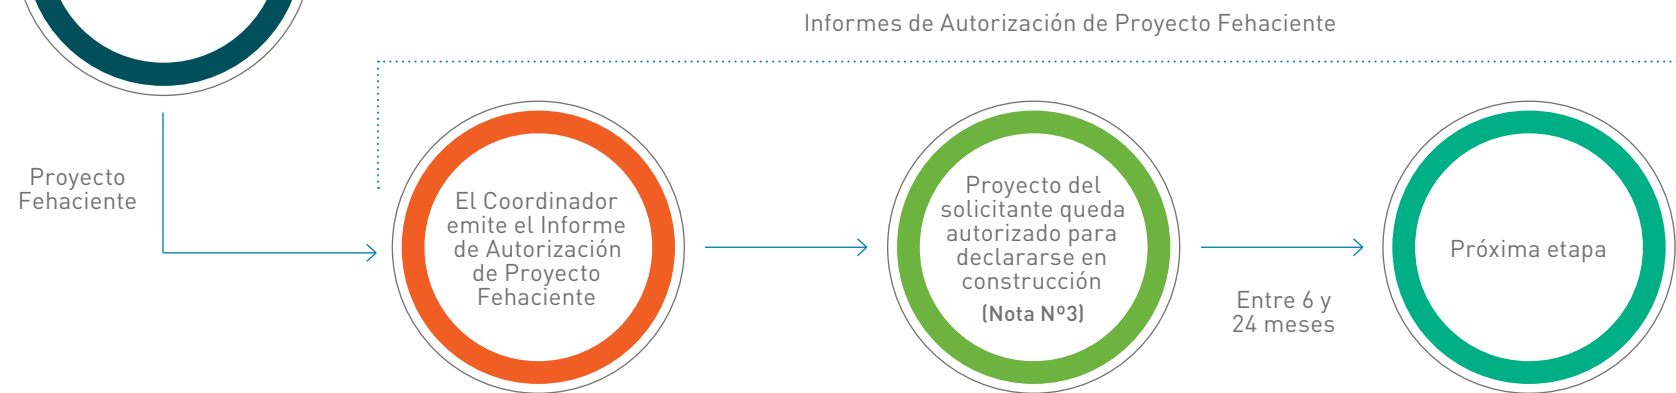 Informes de Autorización de Proyecto Fehaciente
Proyecto
Fehaciente
El Coordinador
emite el Informe
de Autorización
de Proyecto
Fehaciente
Proyecto del
solicitante queda
autorizado para
declararse en
construcción
(Nota Nº3)
Entre 6 y
24 meses
Próxima etapa